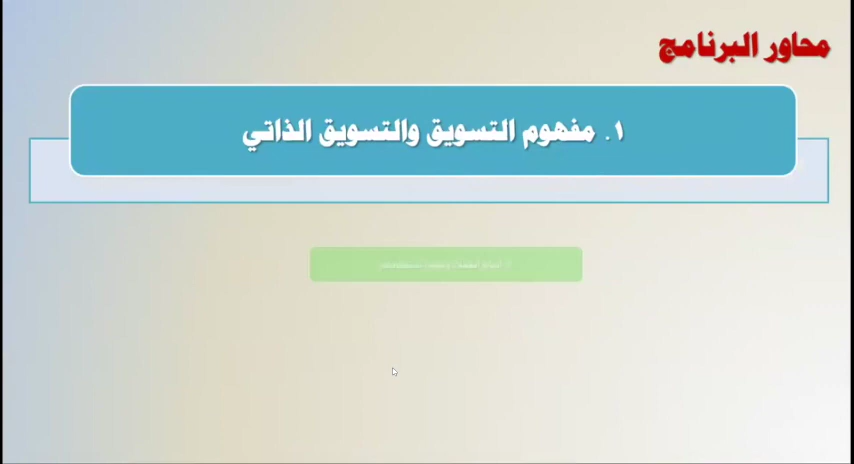 محاور البرنامج
١. مفهوم التسويق والتسويق الذاتي